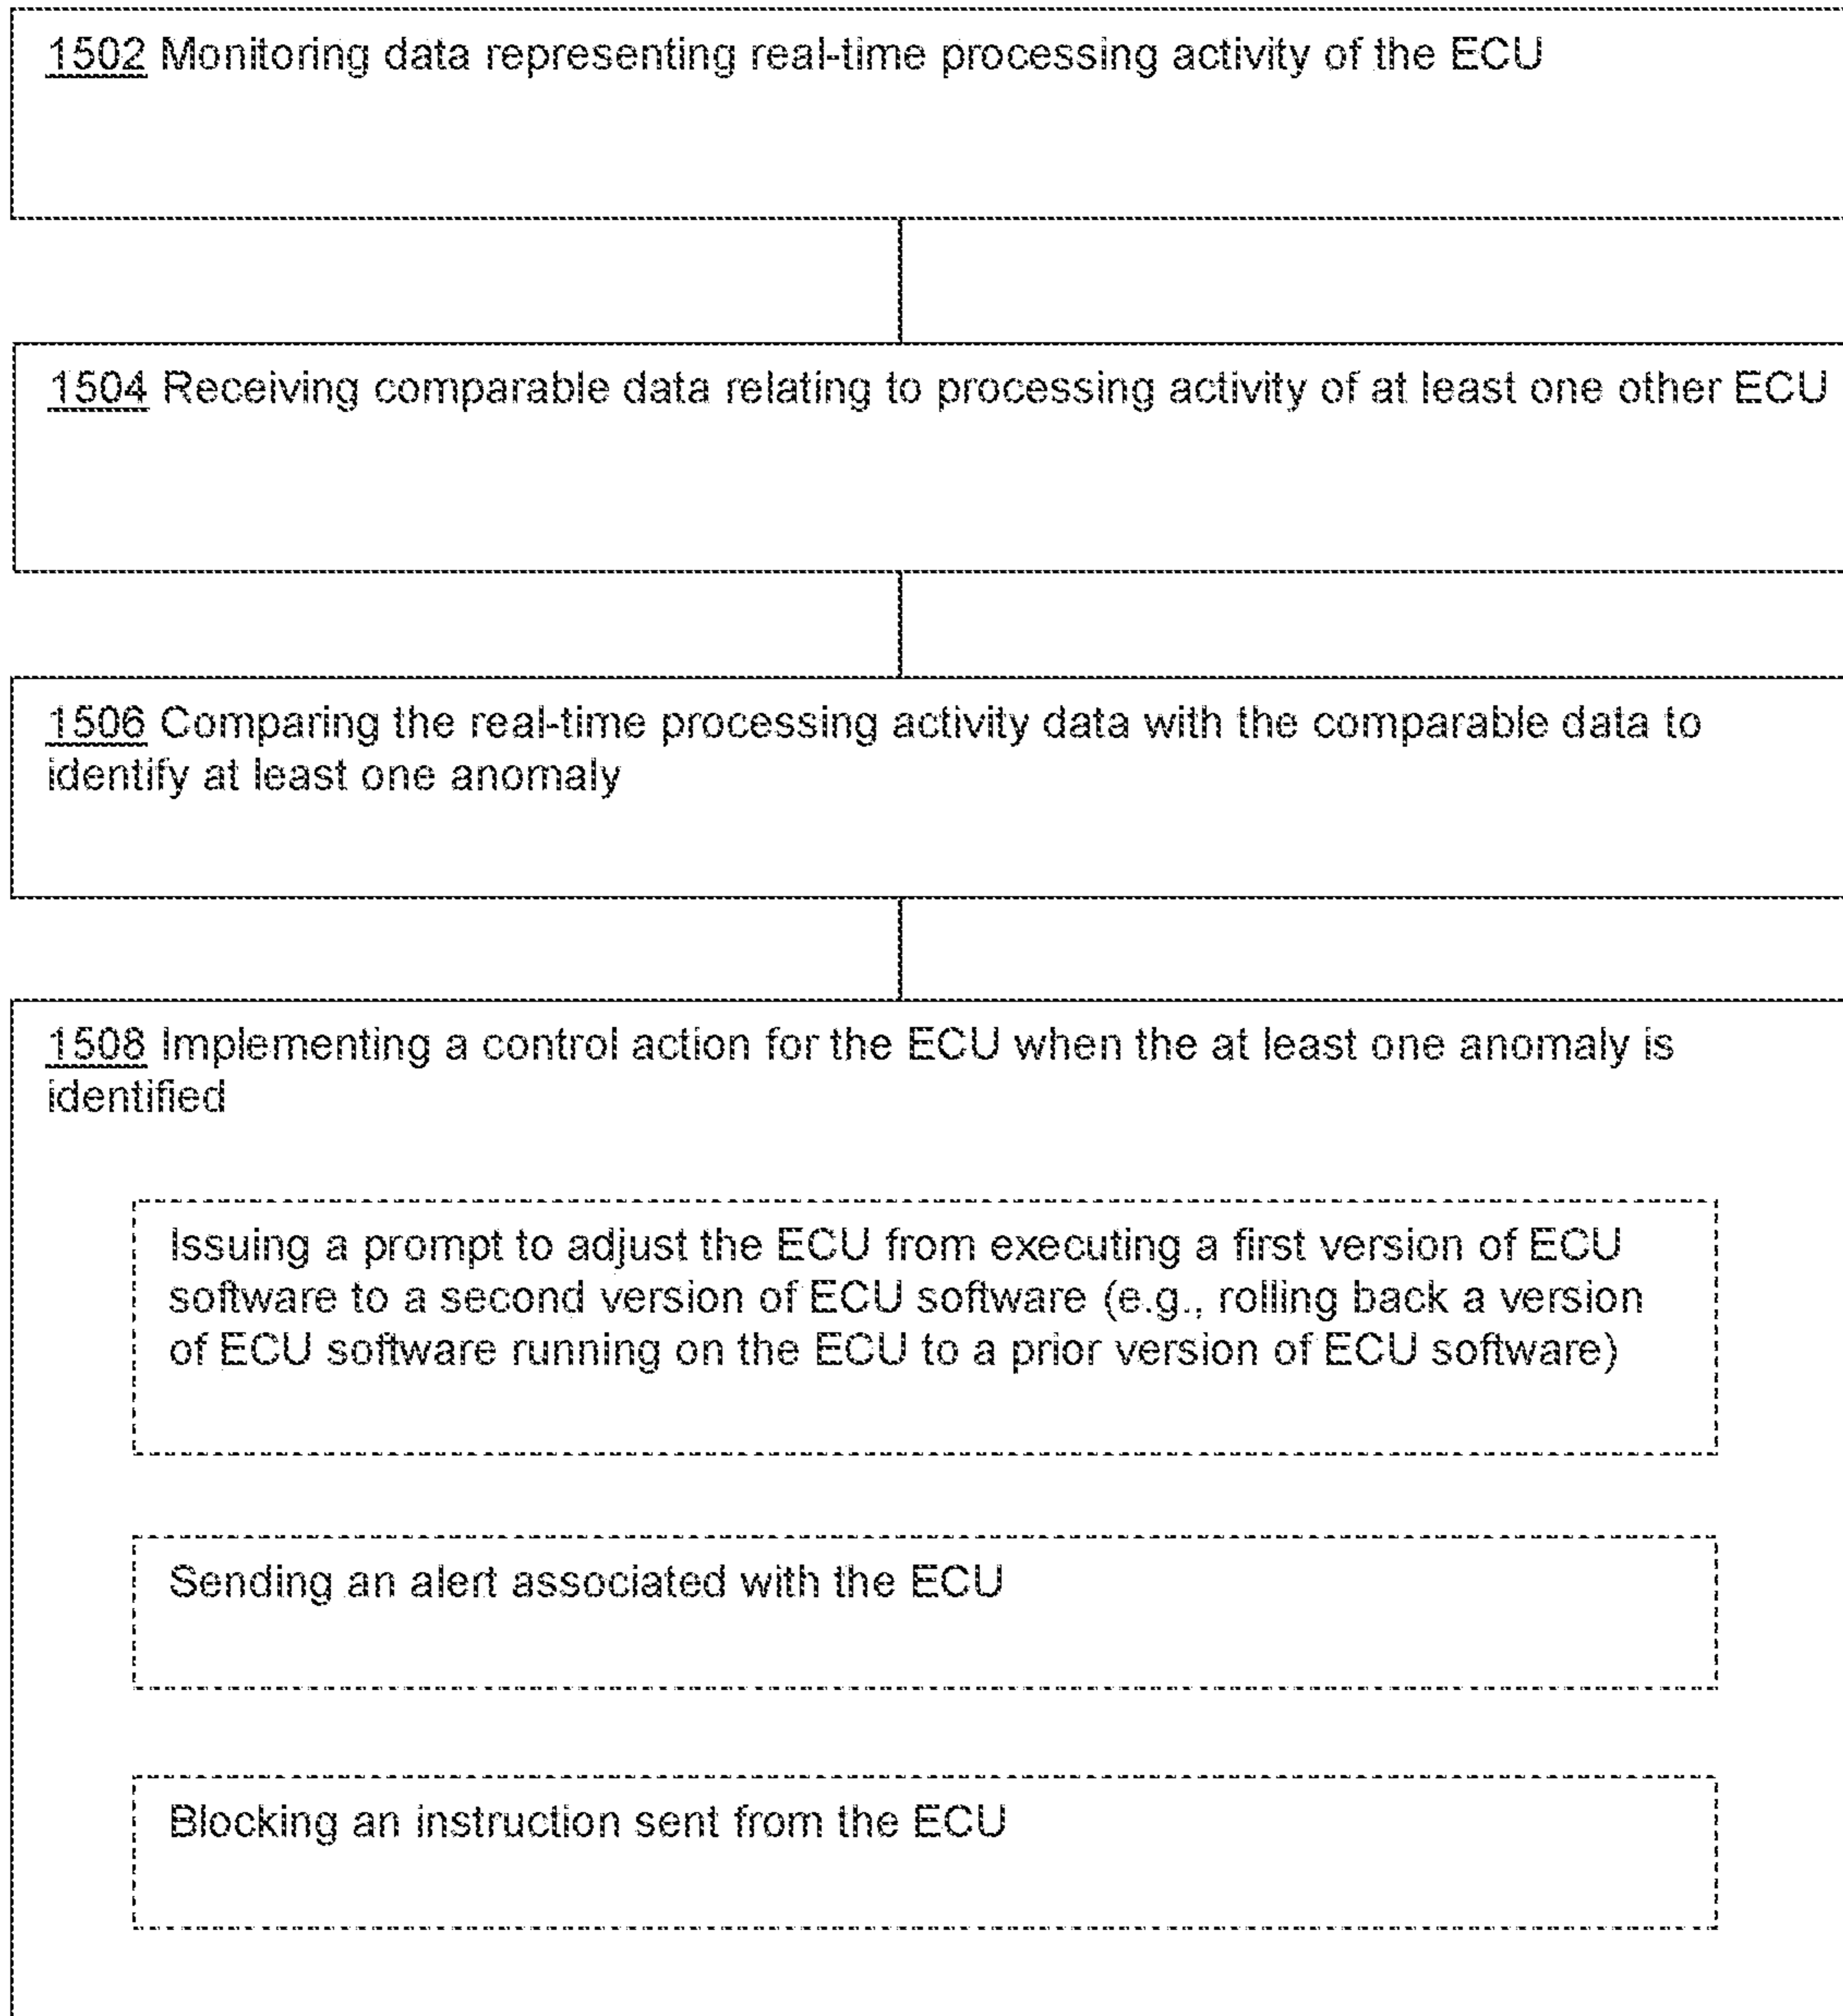 1502 Monitoring data representing real-time processing activity of the ECU
1504 Receiving comparable data relating to processing activity of at least one other ECU
1506 Comparing the real-time processing activity data with the comparable data to
identify at least one anomaly
1508 Implementing a control action for the ECU when the at least one anomaly is
identified
Issuing a prompt to adjust the ECU from executing a first version of ECU
software to a second version of ECU software (e.g., rolling back a version
of ECU software running on the ECU to a prior version of ECU software)
Sending an alert associated with the ECU
Blocking an instruction sent from the ECU